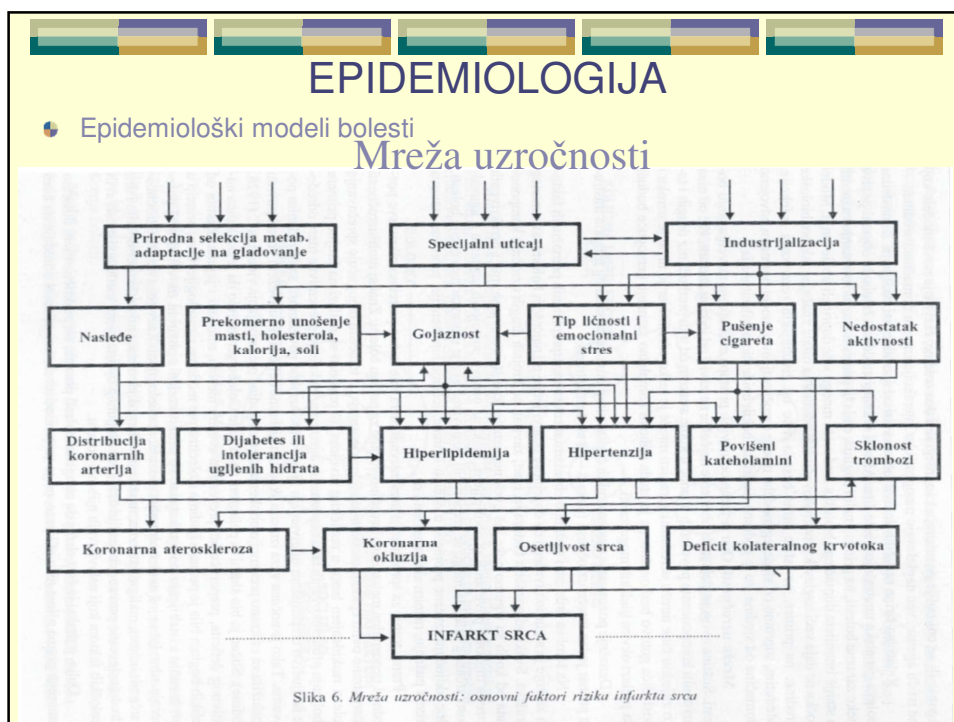 EPIDEMIOLOGIJA
Epidemiološki modeli bolesti
Mreža uzročnosti
Prirodna selekcija metab.
adaptacije na gladovanje
Specijalni uticaji
Industrijalizacija
Nasleđe
Prekomerno unošenje
masti, holesterola,
kalorija, soli
Gojaznost
Tip ličnosti i
emocionalni
stres
Pušenje
cigareta
Nedostatak
aktivnosti
Distribucija
koronarnih
arterija
Dijabetes ili
intolerancija
ugljenih hidrata
Hiperlipidemija
Hipertenzija
Povišeni
kateholamini
Sklonost
trombozi
Koronarna ateroskleroza
Koronarna
okluzija
Osetljivost srca
Deficit kolateralnog krvotoka
INFARKT SRCA
Slika 6. Mreža uzročnosti: osnovni faktori rizika infarkta srca